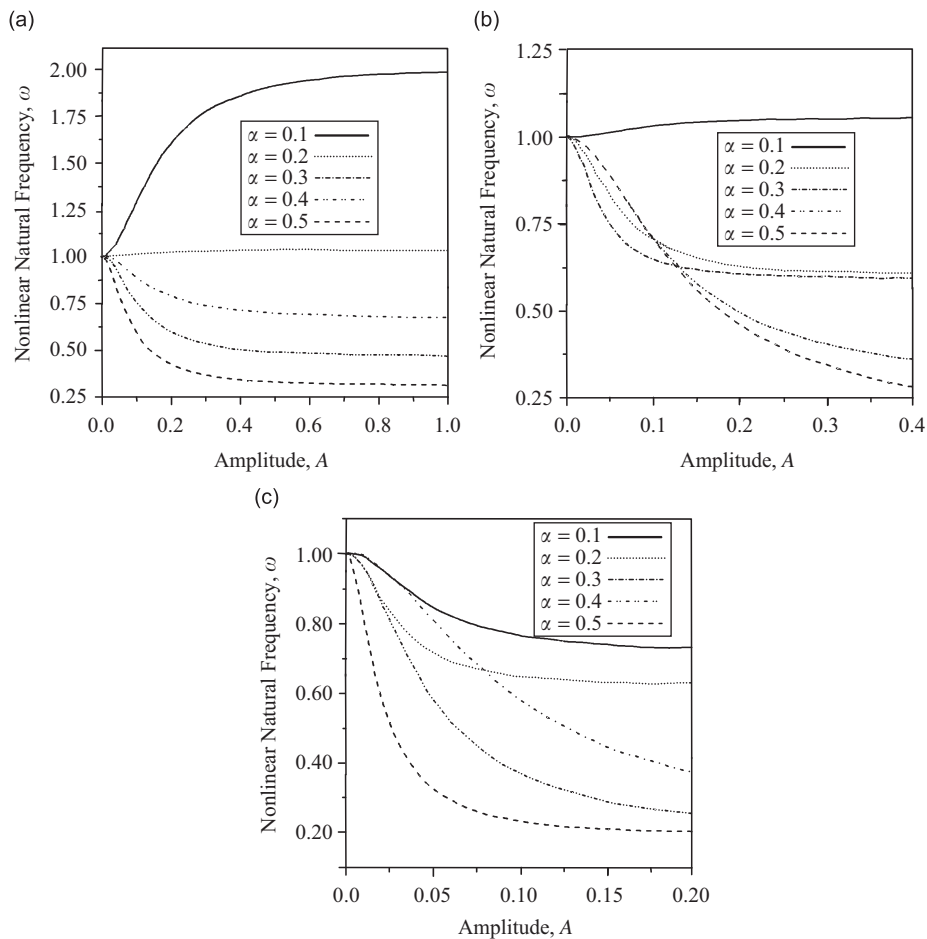 (a)
Nonlinear Natural Frequency, ω
2.00
1.75
1.50
1.25
1.00
0.75
0.50
0.25
α = 0.1
α = 0.2
α = 0.3
α = 0.4
α = 0.5
0.0 0.2 0.4 0.6 0.8 1.0
Amplitude, A
(b)
Nonlinear Natural Frequency, ω
1.25
1.00
0.75
0.50
0.25
α = 0.1
α = 0.2
α = 0.3
α = 0.4
α = 0.5
0.0 0.1 0.2 0.3 0.4
Amplitude, A
(c)
Nonlinear Natural Frequency, ω
1.00
0.80
0.60
0.40
0.20
α = 0.1
α = 0.2
α = 0.3
α = 0.4
α = 0.5
0.0 0.05 0.10 0.15 0.20
Amplitude, A